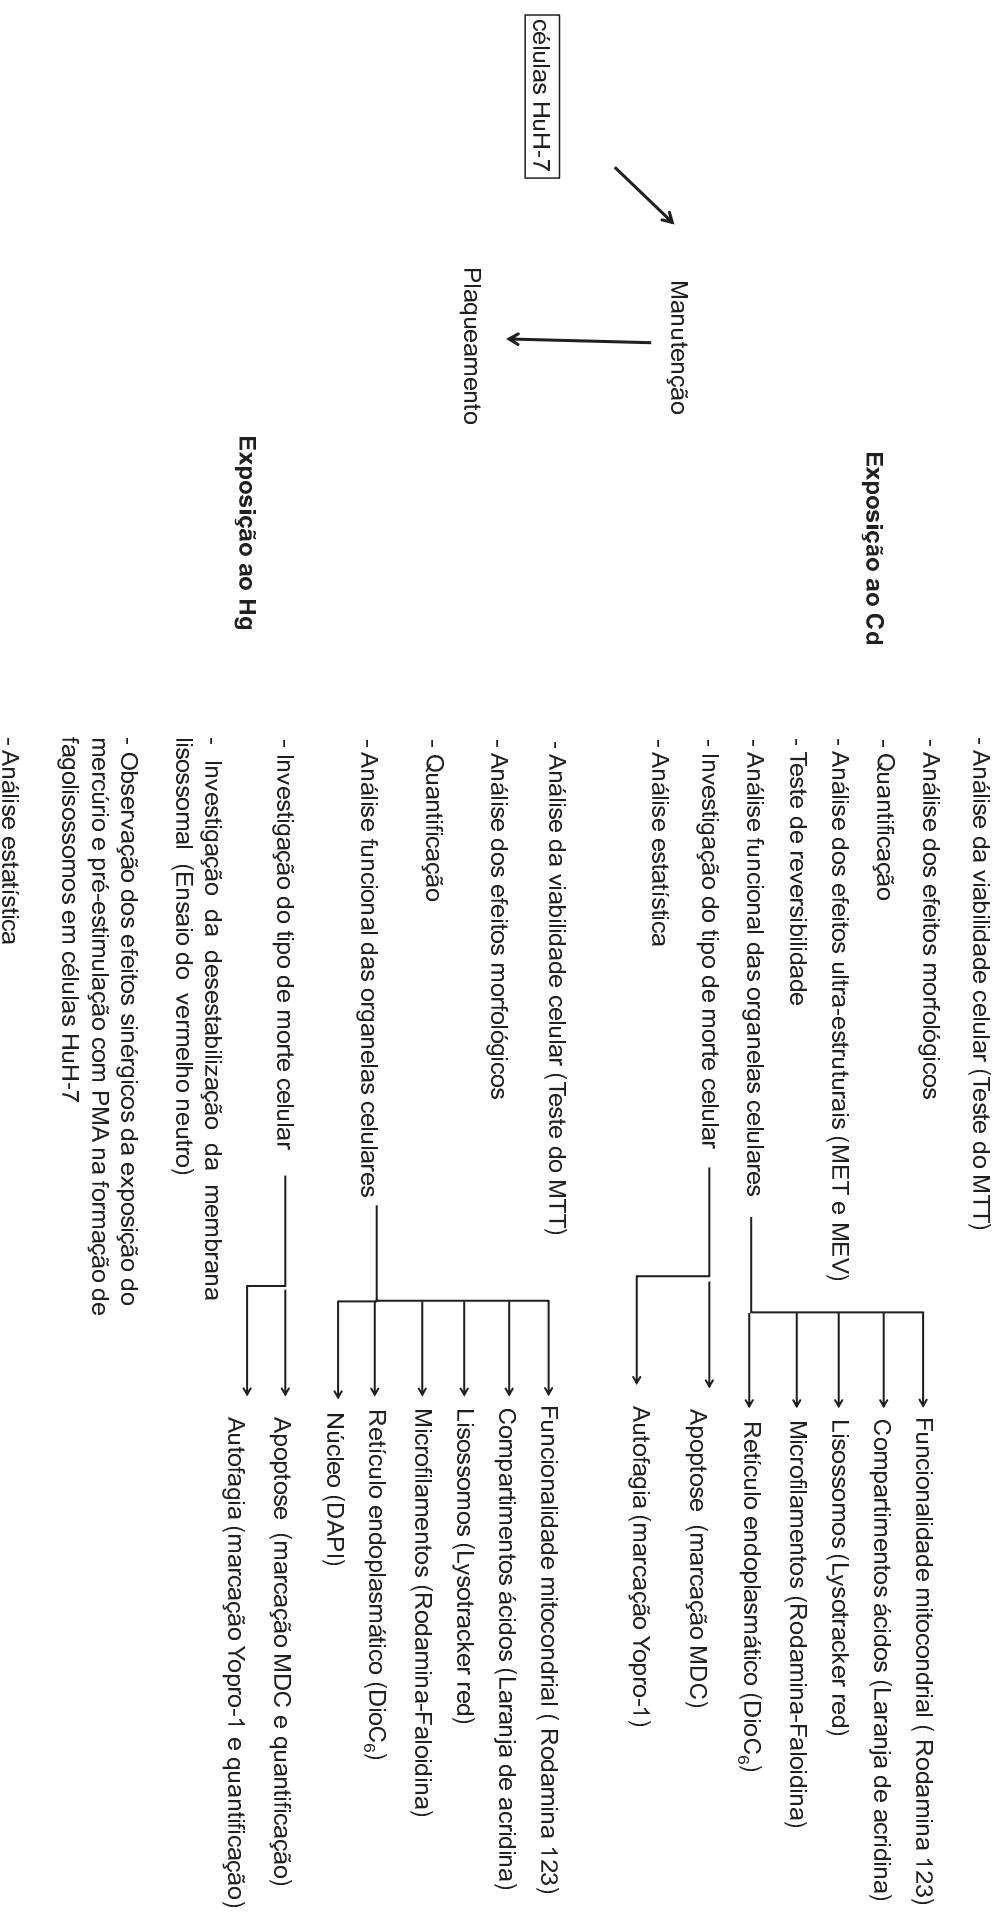 células HuH-7
Manutenção
Plaqueamento
Exposição ao Cd
- Análise da viabilidade celular (Teste do MTT)
- Análise dos efeitos morfológicos
- Quantificação
- Análise dos efeitos ultra-estruturais (MET e MEV)
- Teste de reversibilidade
- Análise funcional das organelas celulares
Funcionalidade mitocondrial ( Rodamina 123)
Compartimentos ácidos (Laranja de acridina)
Lisossomos (Lysotracker red)
Microfilamentos (Rodamina-Faloidina)
Retículo endoplasmático (DioC₆)
- Investigação do tipo de morte celular
Apoptose (marcação MDC)
Autofagia (marcação Yopro-1)
- Análise estatística
Exposição ao Hg
- Análise da viabilidade celular (Teste do MTT)
- Análise dos efeitos morfológicos
- Quantificação
- Análise funcional das organelas celulares
Funcionalidade mitocondrial ( Rodamina 123)
Compartimentos ácidos (Laranja de acridina)
Lisossomos (Lysotracker red)
Microfilamentos (Rodamina-Faloidina)
Retículo endoplasmático (DioC₆)
Núcleo (DAPI)
- Investigação do tipo de morte celular
Apoptose (marcação MDC e quantificação)
Autofagia (marcação Yopro-1 e quantificação)
- Investigação da desestabilização da membrana
lisossomal (Ensaio do vermelho neutro)
- Observação dos efeitos sinérgicos da exposição do
mercúrio e pré-estimulação com PMA na formação de
fagolisossomos em células HuH-7
- Análise estatística